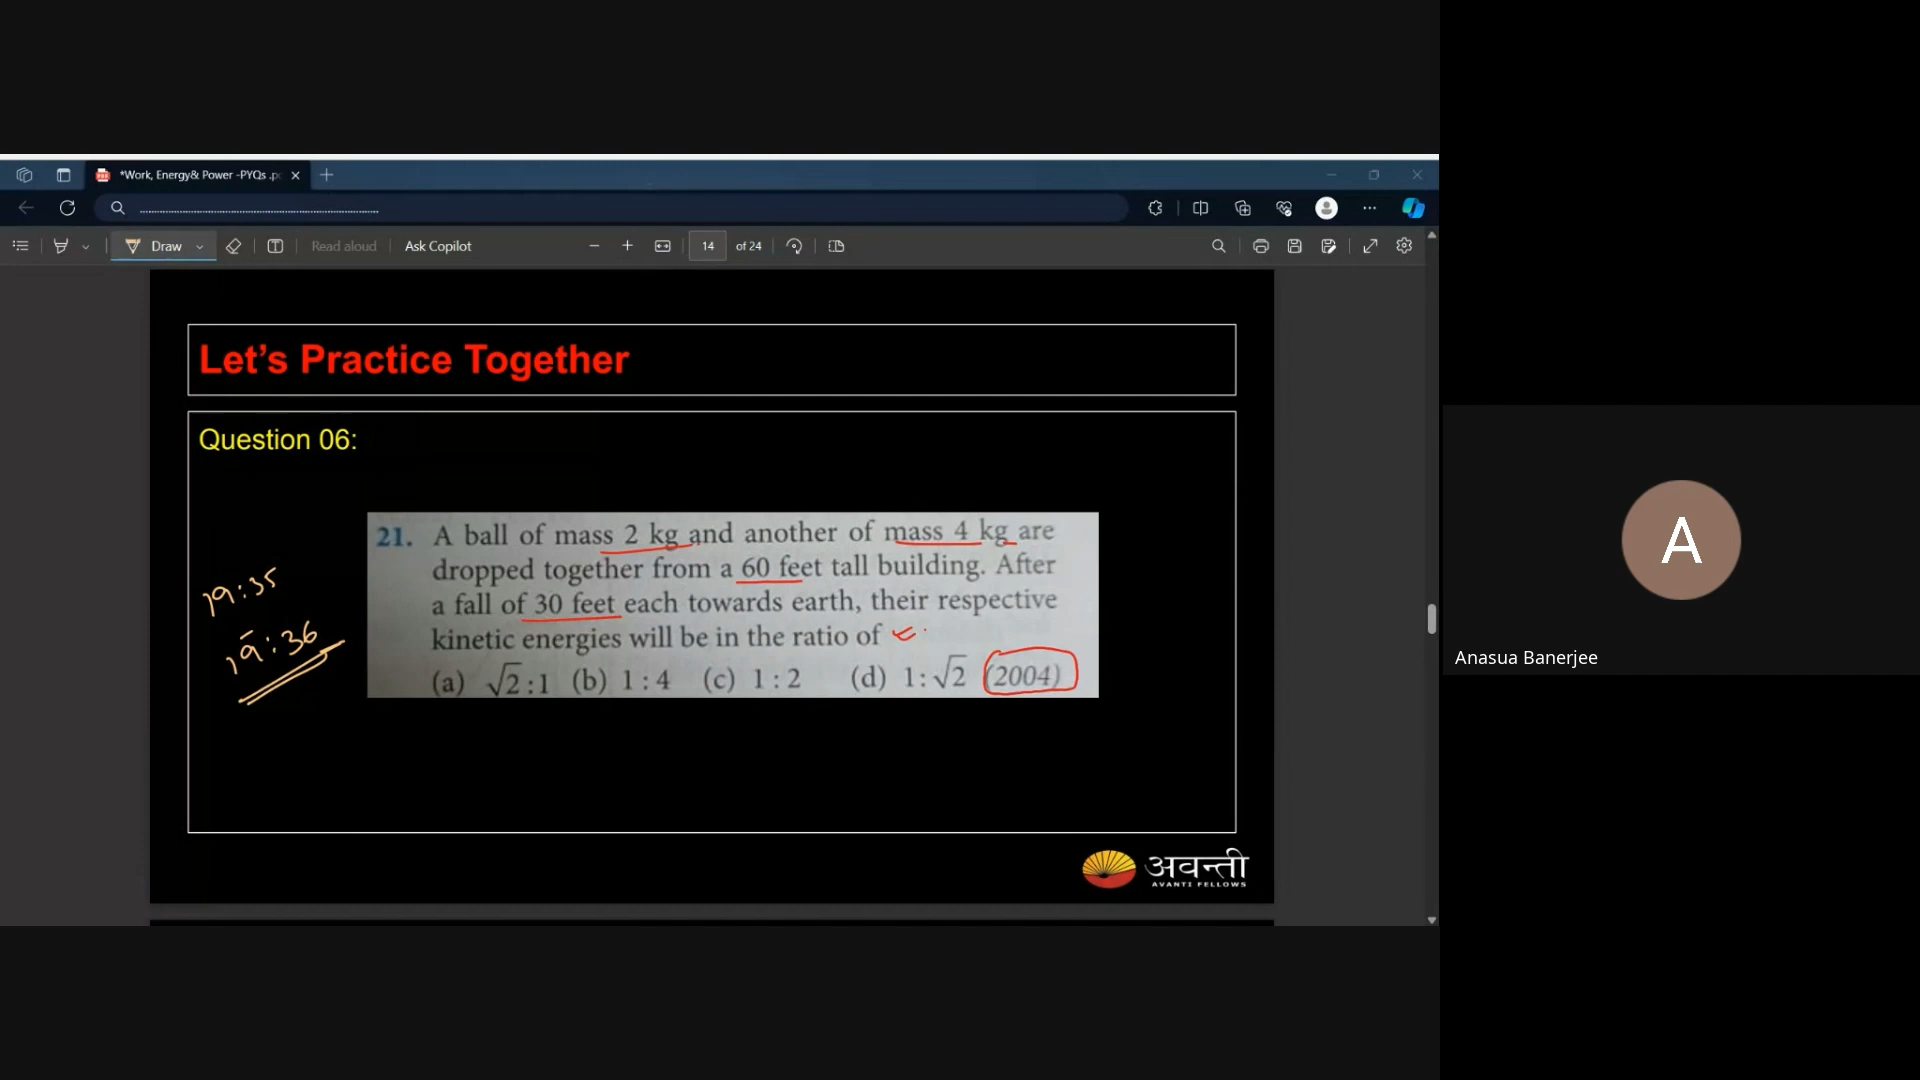 *Work, Energy& Power -PYQs .p
Draw
Read aloud
Ask Copilot
14
of 24
Let's Practice Together
Question 06:
21. A ball of mass 2 kg and another of mass 4 kg are
dropped together from a 60 feet tall building. After
a fall of 30 feet each towards earth, their respective
kinetic energies will be in the ratio of
(a) √2 : 1 (b) 1 : 4 (c) 1 : 2 (d) 1 : √2 (2004)
19:35
19:36
अवन्ती
AVANTI FELLOWS
A
Anasua Banerjee